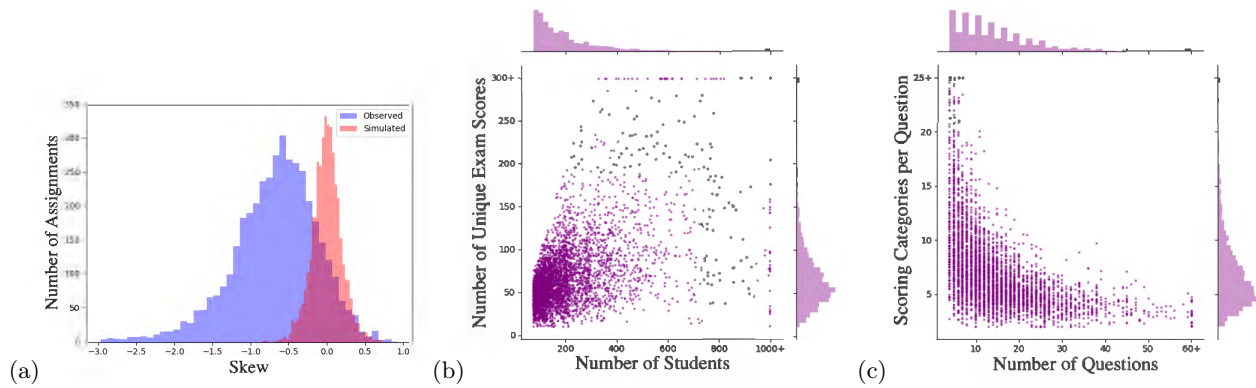 (a)
Number of Assignments
350
300
250
200
150
100
50
0
−3.0 −2.5 −2.0 −1.5 −1.0 −0.5 0.0 0.5 1.0
Skew
Observed
Simulated
(b)
Number of Unique Exam Scores
300+
250
200
150
100
50
0
200 400 600 800 1000+
Number of Students
(c)
Scoring Categories per Question
25+
20
15
10
5
10 20 30 40 50 60+
Number of Questions